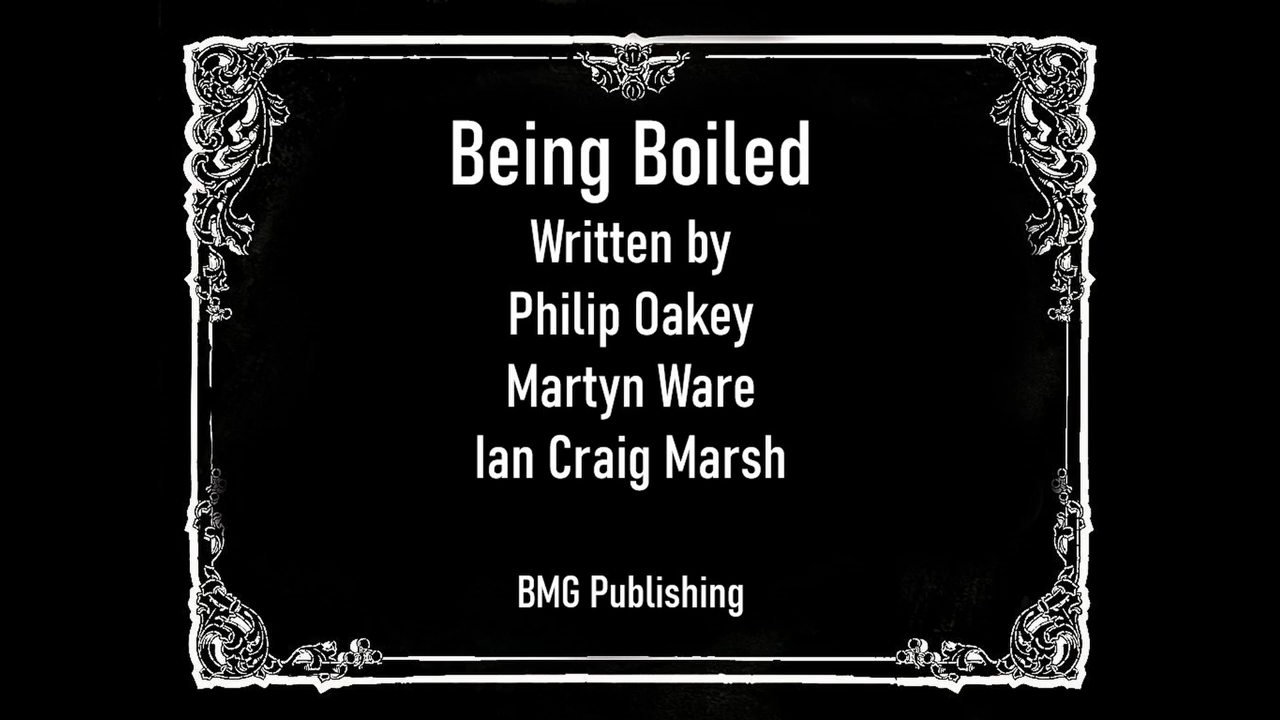 Being Boiled
Written by
Philip Oakey
Martyn Ware
Ian Craig Marsh
BMG Publishing